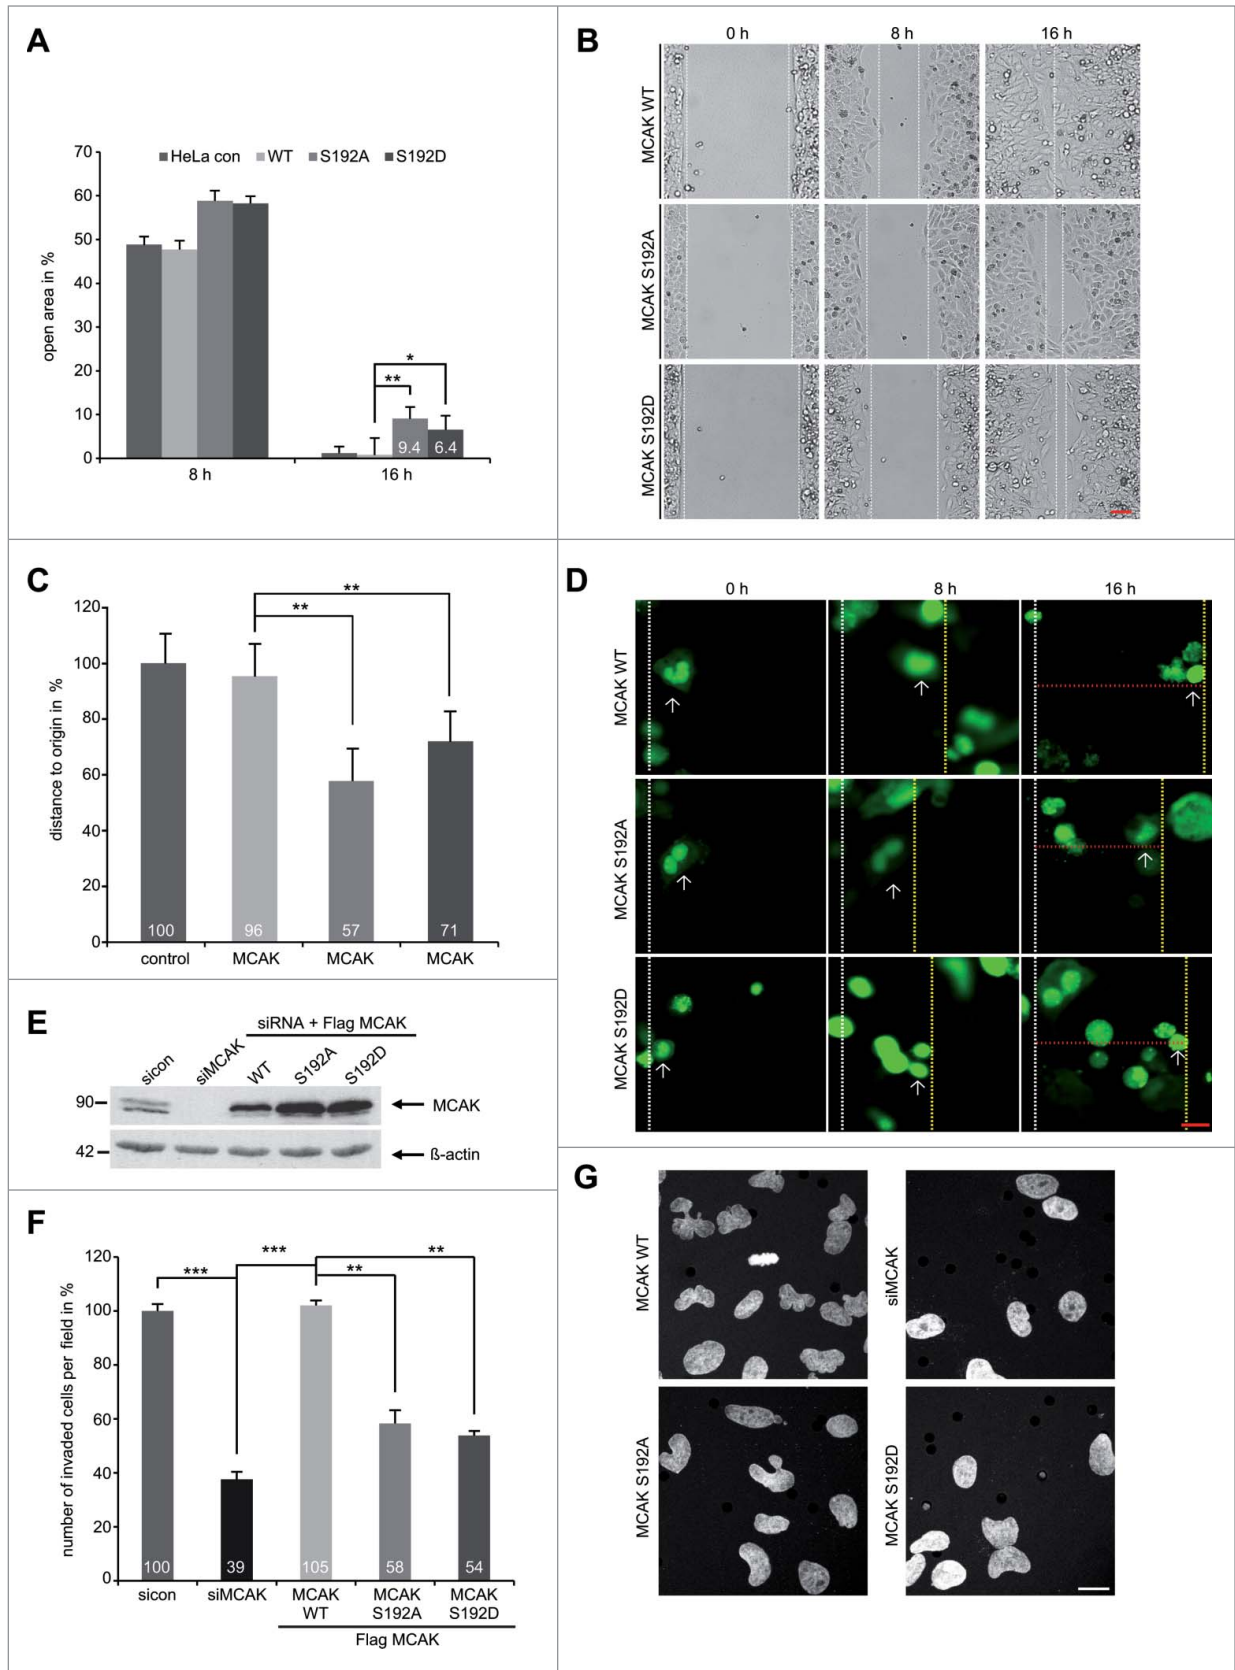 A
HeLa con WT S192A S192D
open area in %
70
60
50
40
30
20
10
0
**
*
9.4
6.4
8 h
16 h
B
0 h
8 h
16 h
MCAK WT
MCAK S192A
MCAK S192D
C
distance to origin in %
120
100
80
60
40
20
0
**
**
100
96
57
71
control
MCAK
MCAK
MCAK
D
0 h
8 h
16 h
MCAK WT
MCAK S192A
MCAK S192D
E
siRNA + Flag MCAK
sicon
siMCAK
WT
S192A
S192D
90
MCAK
42
ß-actin
F
number of invaded cells per field in %
120
100
80
60
40
20
0
***
***
**
**
100
39
105
58
54
sicon
siMCAK
MCAK WT
MCAK S192A
MCAK S192D
Flag MCAK
G
MCAK WT
siMCAK
MCAK S192A
MCAK S192D